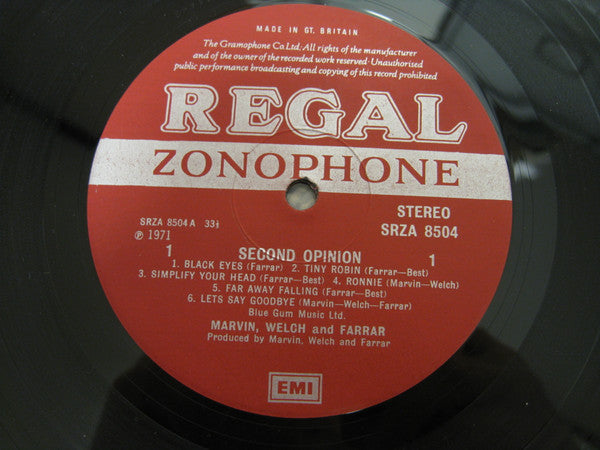 MADE IN GT. BRITAIN
The Gramophone Co. Ltd. All rights of the manufacturer
and of the owner of the recorded work reserved · Unauthorised
public performance broadcasting and copying of this record prohibited
REGAL
ZONOPHONE
SRZA 8504 A 33⅓
℗ 1971
STEREO
SRZA 8504
1 SECOND OPINION 1
1. BLACK EYES (Farrar) 2. TINY ROBIN (Farrar—Best)
3. SIMPLIFY YOUR HEAD (Farrar—Best) 4. RONNIE (Marvin—Welch)
5. FAR AWAY FALLING (Farrar—Best)
6. LETS SAY GOODBYE (Marvin—Welch—Farrar)
Blue Gum Music Ltd.
MARVIN, WELCH and FARRAR
Produced by Marvin, Welch and Farrar
EMI